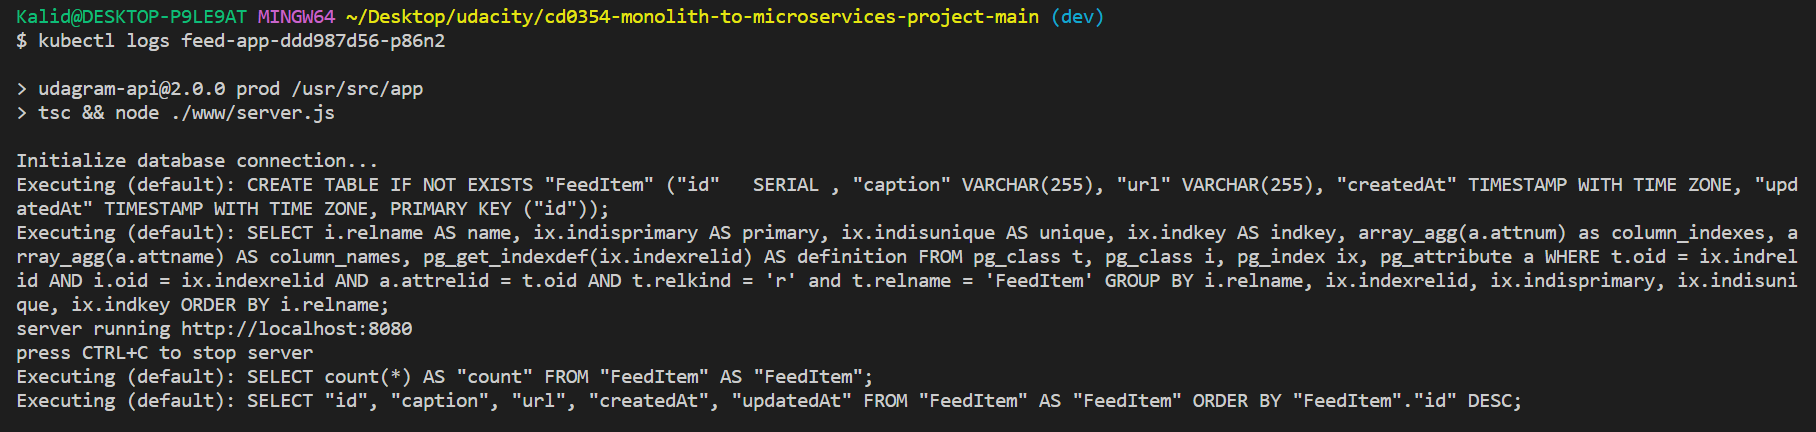 Kalid@DESKTOP-P9LE9AT MINGW64 ~/Desktop/udacity/cd0354-monolith-to-microservices-project-main (dev)
$ kubectl logs feed-app-ddd987d56-p86n2
> udagram-api@2.0.0 prod /usr/src/app
> tsc && node ./www/server.js
Initialize database connection...
Executing (default): CREATE TABLE IF NOT EXISTS "FeedItem" ("id"   SERIAL , "caption" VARCHAR(255), "url" VARCHAR(255), "createdAt" TIMESTAMP WITH TIME ZONE, "upd
atedAt" TIMESTAMP WITH TIME ZONE, PRIMARY KEY ("id"));
Executing (default): SELECT i.relname AS name, ix.indisprimary AS primary, ix.indisunique AS unique, ix.indkey AS indkey, array_agg(a.attnum) as column_indexes, a
rray_agg(a.attname) AS column_names, pg_get_indexdef(ix.indexrelid) AS definition FROM pg_class t, pg_class i, pg_index ix, pg_attribute a WHERE t.oid = ix.indrel
id AND i.oid = ix.indexrelid AND a.attrelid = t.oid AND t.relkind = 'r' and t.relname = 'FeedItem' GROUP BY i.relname, ix.indexrelid, ix.indisprimary, ix.indisuni
que, ix.indkey ORDER BY i.relname;
server running http://localhost:8080
press CTRL+C to stop server
Executing (default): SELECT count(*) AS "count" FROM "FeedItem" AS "FeedItem";
Executing (default): SELECT "id", "caption", "url", "createdAt", "updatedAt" FROM "FeedItem" AS "FeedItem" ORDER BY "FeedItem"."id" DESC;